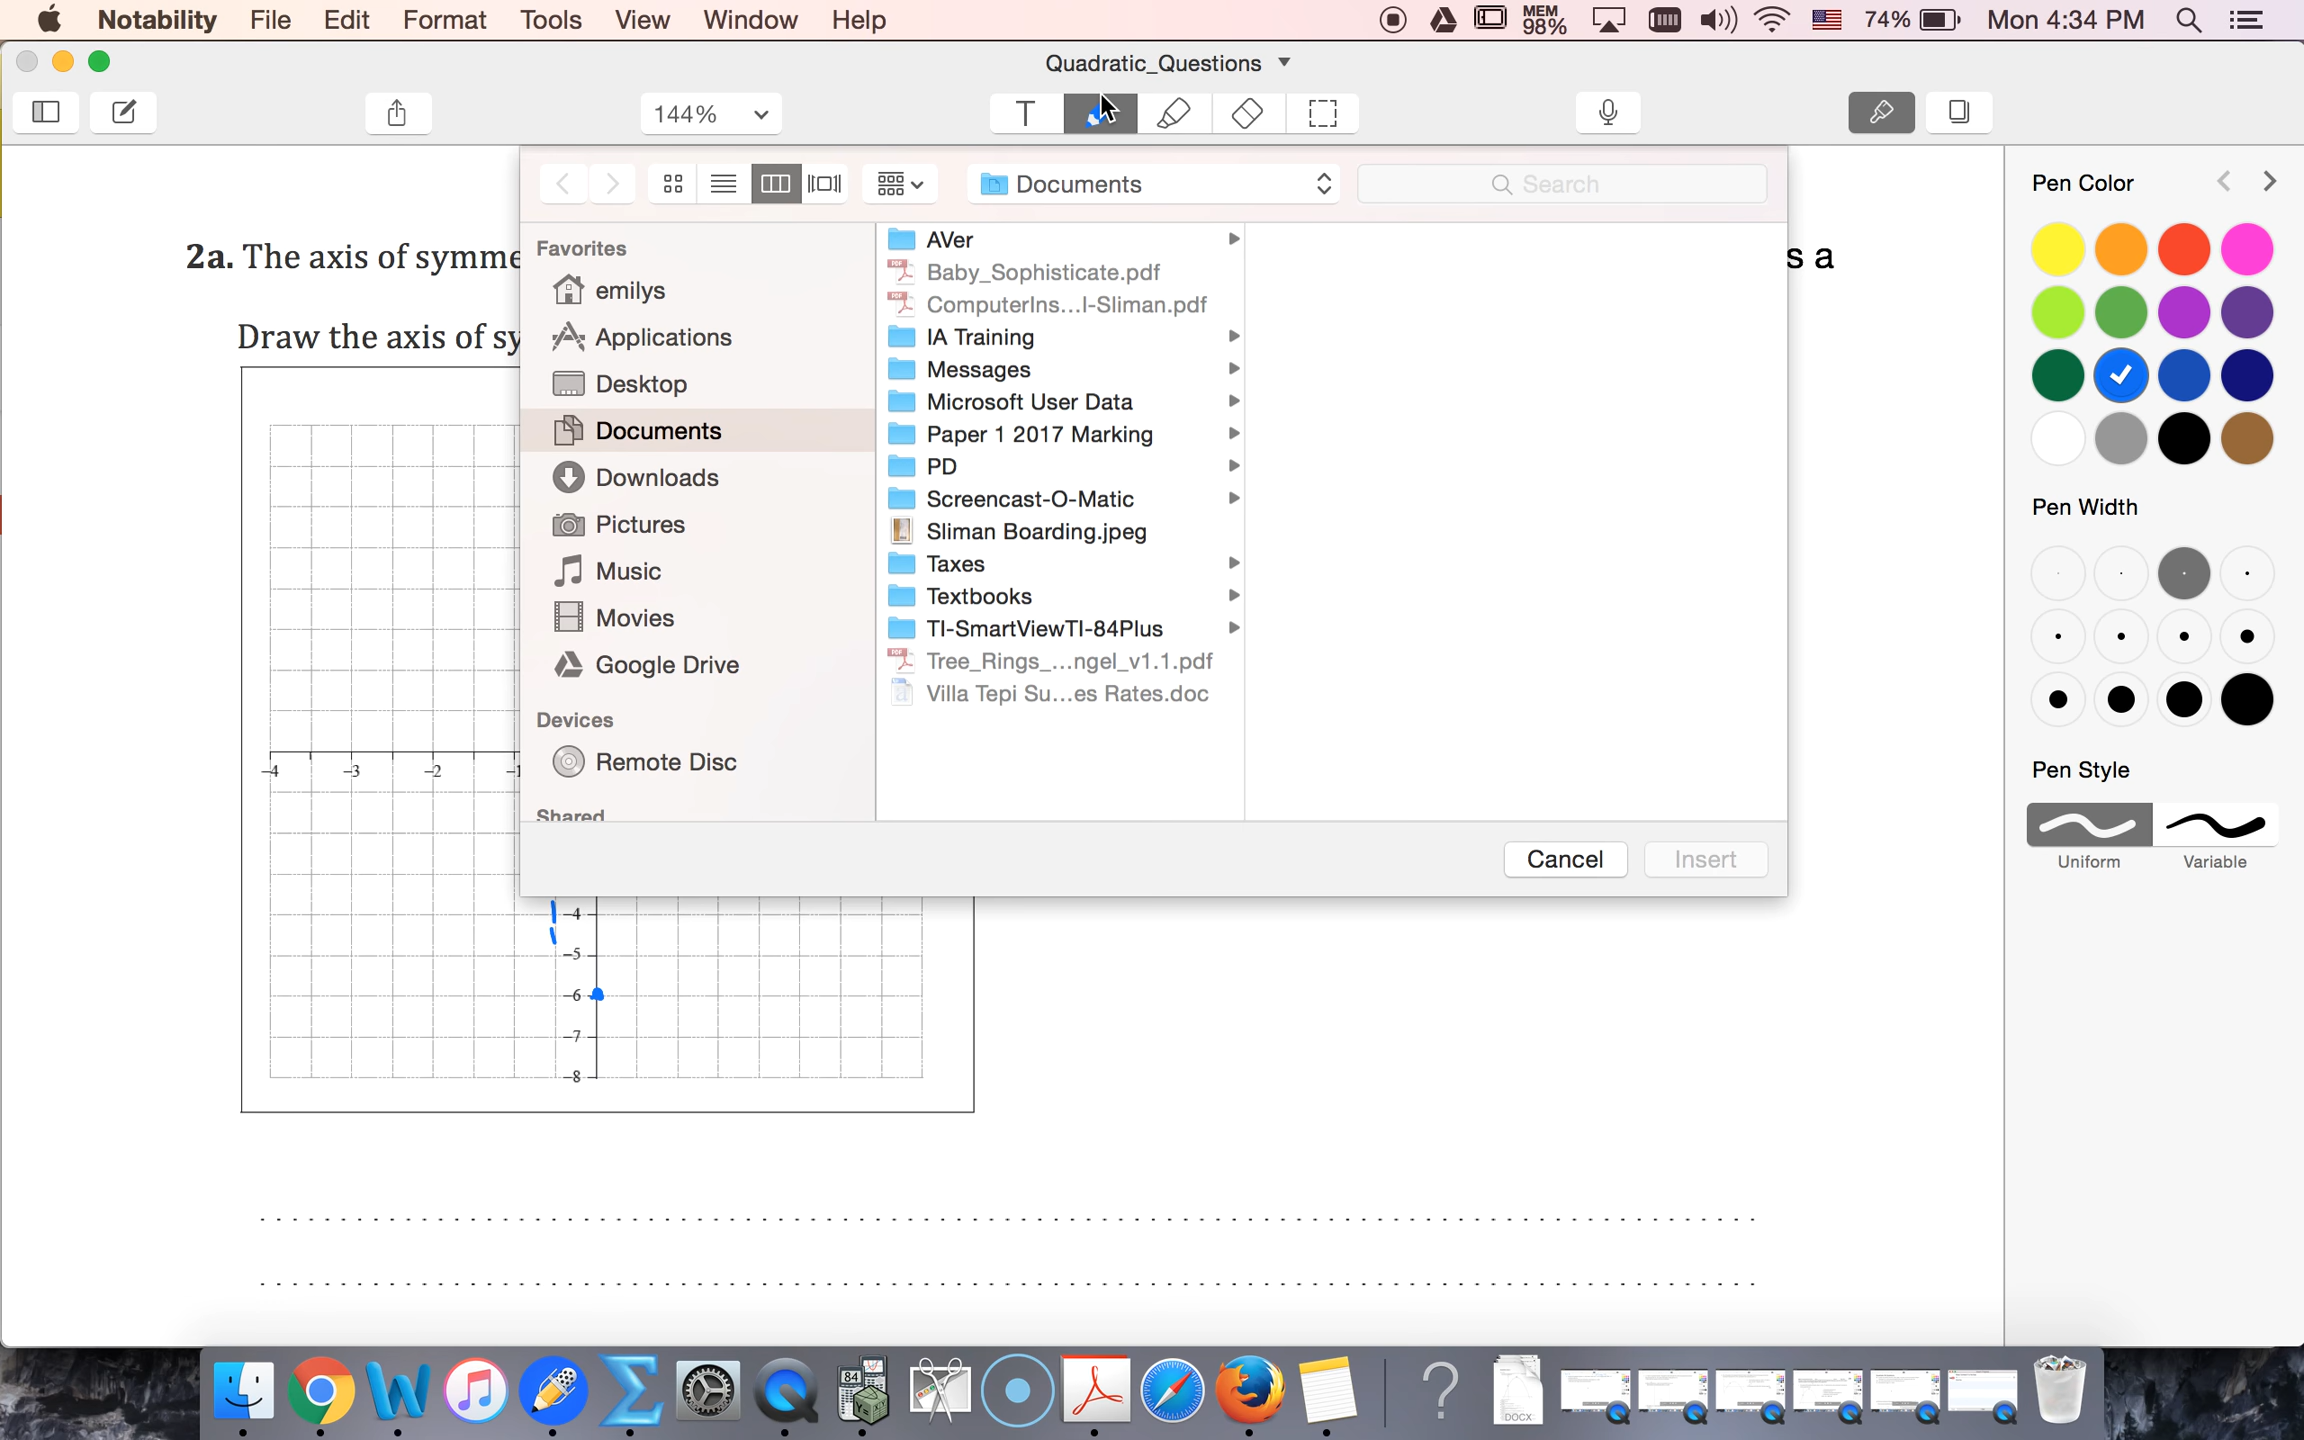 Notability File Edit Format Tools View Window Help MEM 98% 74% Mon 4:34 PM
Quadratic_Questions
144% T
Documents Search
Pen Color
2a. The axis of symme s a
Draw the axis of sy
Favorites
emilys
Applications
Desktop
Documents
Downloads
Pictures
Music
Movies
Google Drive
Devices
Remote Disc
Shared
AVer
Baby_Sophisticate.pdf
ComputerIns...l-Sliman.pdf
IA Training
Messages
Microsoft User Data
Paper 1 2017 Marking
PD
Screencast-O-Matic
Sliman Boarding.jpeg
Taxes
Textbooks
TI-SmartViewTI-84Plus
Tree_Rings_...ngel_v1.1.pdf
Villa Tepi Su...es Rates.doc
Cancel Insert
Pen Width
Pen Style
Uniform Variable
–4 –3 –2 –1
–4
–5
–6
–7
–8
84
Y= XY
DOCX